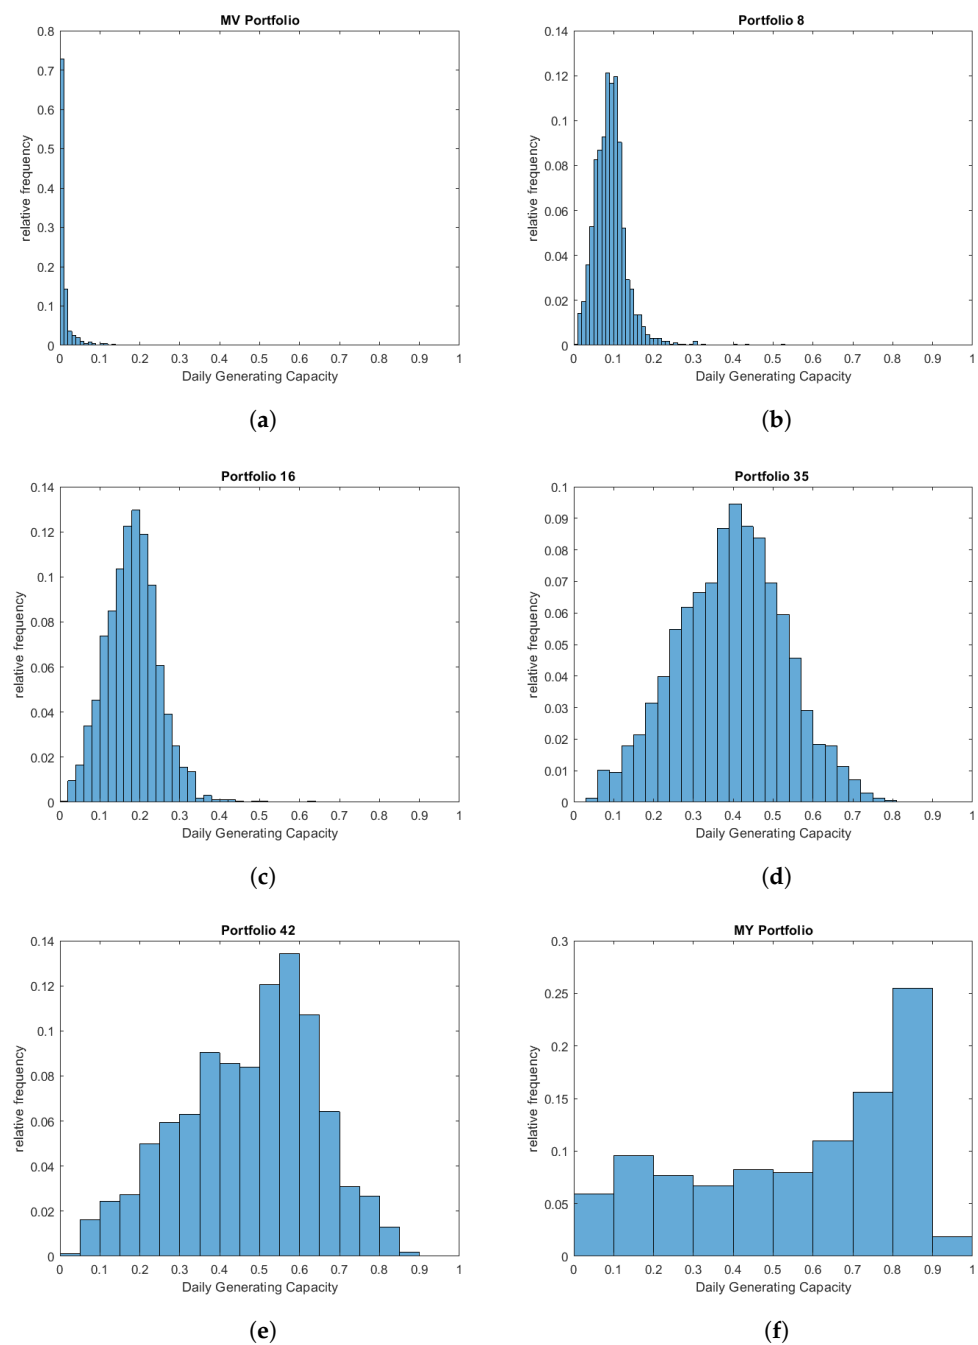 MV Portfolio
0.8
0.7
0.6
0.5
0.4
0.3
0.2
0.1
0
relative frequency
0 0.1 0.2 0.3 0.4 0.5 0.6 0.7 0.8 0.9 1
Daily Generating Capacity
(a)
Portfolio 8
0.14
0.12
0.1
0.08
0.06
0.04
0.02
0
relative frequency
0 0.1 0.2 0.3 0.4 0.5 0.6 0.7 0.8 0.9 1
Daily Generating Capacity
(b)
Portfolio 16
0.14
0.12
0.1
0.08
0.06
0.04
0.02
0
relative frequency
0 0.1 0.2 0.3 0.4 0.5 0.6 0.7 0.8 0.9 1
Daily Generating Capacity
(c)
Portfolio 35
0.1
0.09
0.08
0.07
0.06
0.05
0.04
0.03
0.02
0.01
0
relative frequency
0 0.1 0.2 0.3 0.4 0.5 0.6 0.7 0.8 0.9 1
Daily Generating Capacity
(d)
Portfolio 42
0.14
0.12
0.1
0.08
0.06
0.04
0.02
0
relative frequency
0 0.1 0.2 0.3 0.4 0.5 0.6 0.7 0.8 0.9 1
Daily Generating Capacity
(e)
MY Portfolio
0.3
0.25
0.2
0.15
0.1
0.05
0
relative frequency
0 0.1 0.2 0.3 0.4 0.5 0.6 0.7 0.8 0.9 1
Daily Generating Capacity
(f)